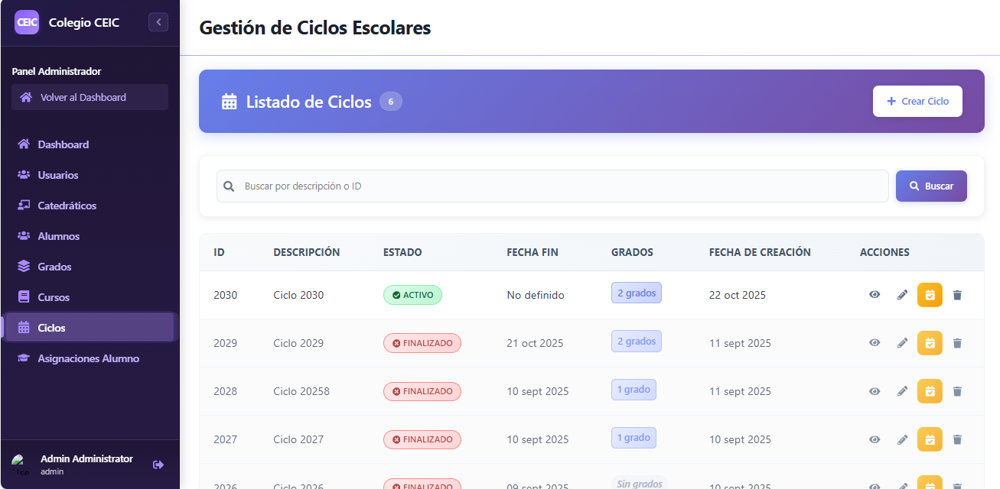 CEIC Colegio CEIC
Gestión de Ciclos Escolares
Panel Administrador
Volver al Dashboard
Dashboard
Usuarios
Catedráticos
Alumnos
Grados
Cursos
Ciclos
Asignaciones Alumno
Admin Administrator
admin
Listado de Ciclos 6
Crear Ciclo
Buscar por descripción o ID
Buscar
ID DESCRIPCIÓN ESTADO FECHA FIN GRADOS FECHA DE CREACIÓN ACCIONES
2030 Ciclo 2030 ACTIVO No definido 2 grados 22 oct 2025
2029 Ciclo 2029 FINALIZADO 21 oct 2025 2 grados 11 sept 2025
2028 Ciclo 20258 FINALIZADO 10 sept 2025 1 grado 11 sept 2025
2027 Ciclo 2027 FINALIZADO 10 sept 2025 1 grado 10 sept 2025
2026 Ciclo 2026 FINALIZADO 09 sept 2025 Sin grados 10 sept 2025